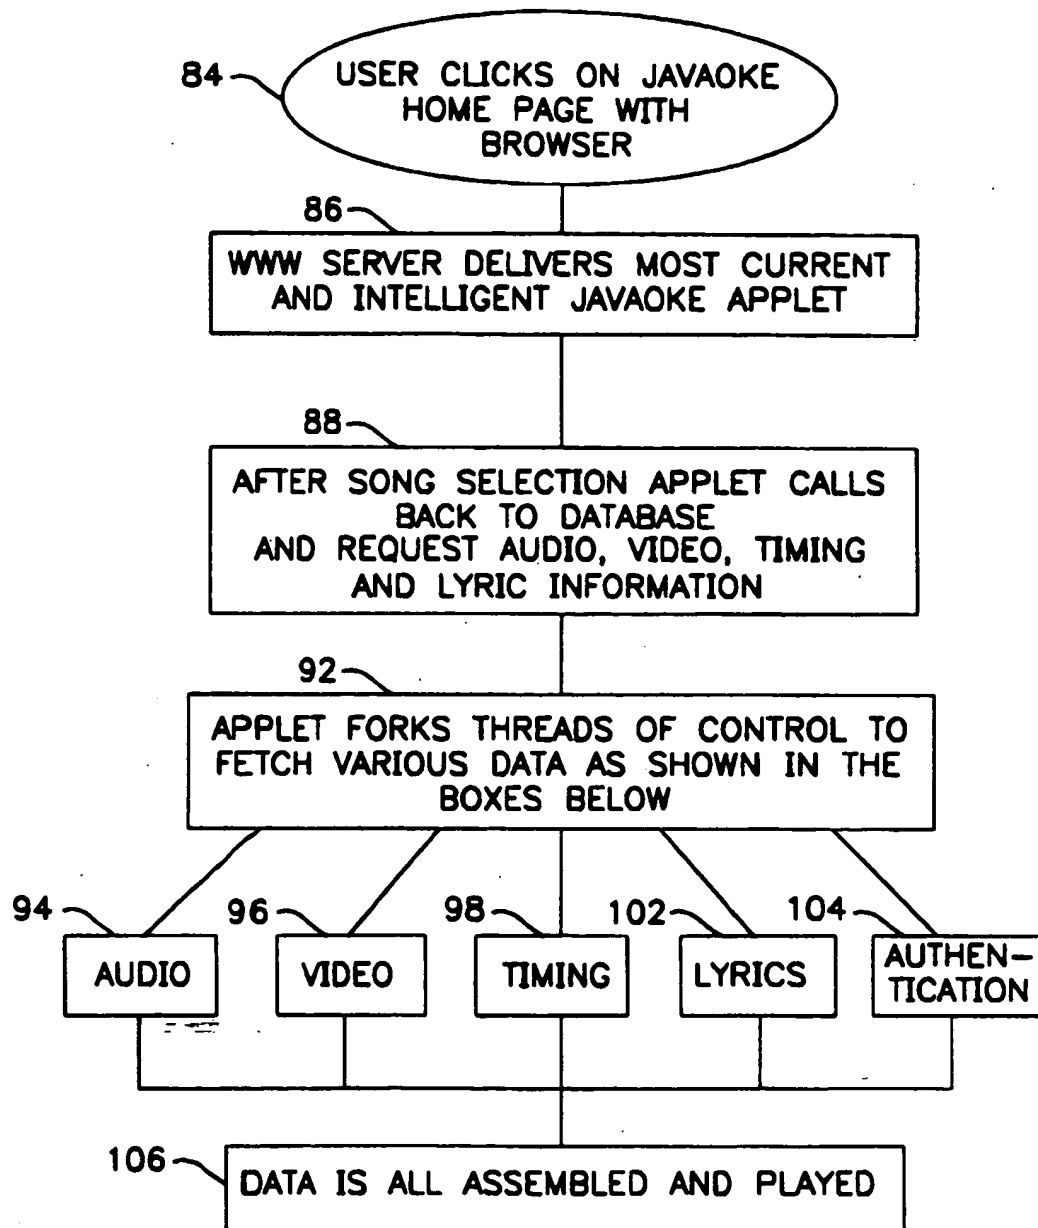 84
USER CLICKS ON JAVAOKE
HOME PAGE WITH
BROWSER
86
WWW SERVER DELIVERS MOST CURRENT
AND INTELLIGENT JAVAOKE APPLET
88
AFTER SONG SELECTION APPLET CALLS
BACK TO DATABASE
AND REQUEST AUDIO, VIDEO, TIMING
AND LYRIC INFORMATION
92
APPLET FORKS THREADS OF CONTROL TO
FETCH VARIOUS DATA AS SHOWN IN THE
BOXES BELOW
94
AUDIO
96
VIDEO
98
TIMING
102
LYRICS
104
AUTHEN-
TICATION
106
DATA IS ALL ASSEMBLED AND PLAYED